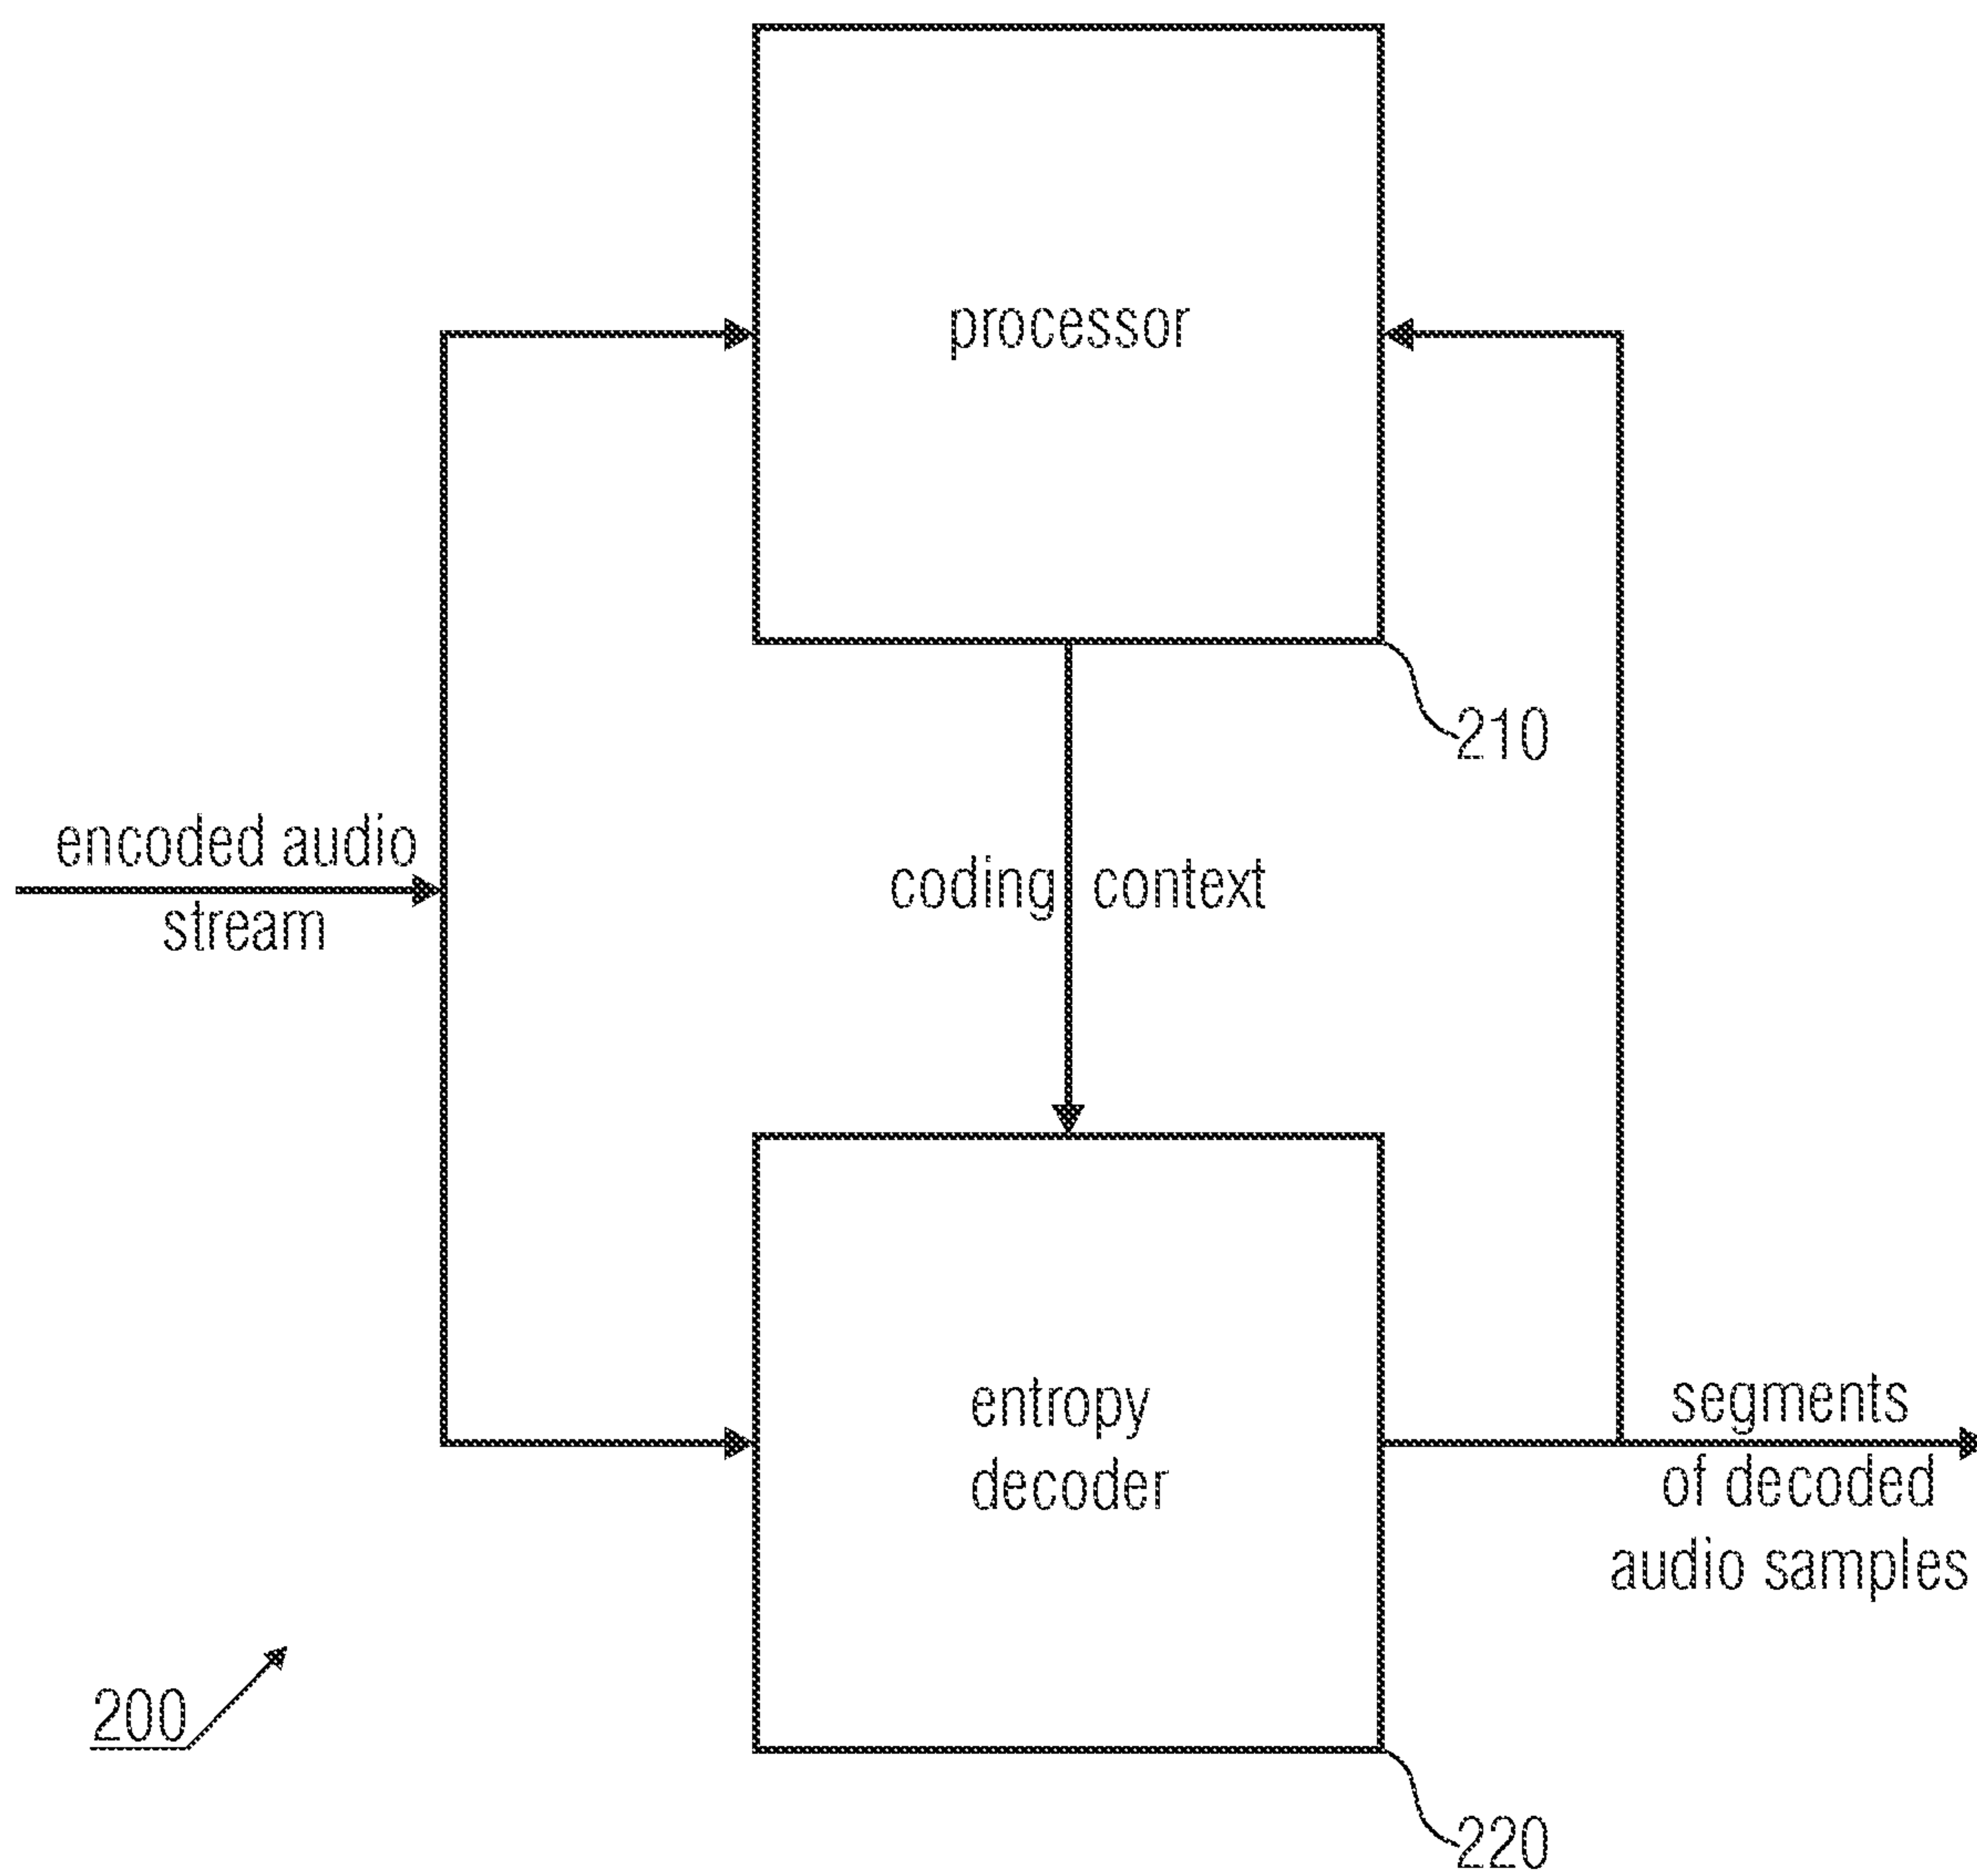 processor
210
encoded audio
stream
coding context
entropy
decoder
segments
of decoded
audio samples
200
220